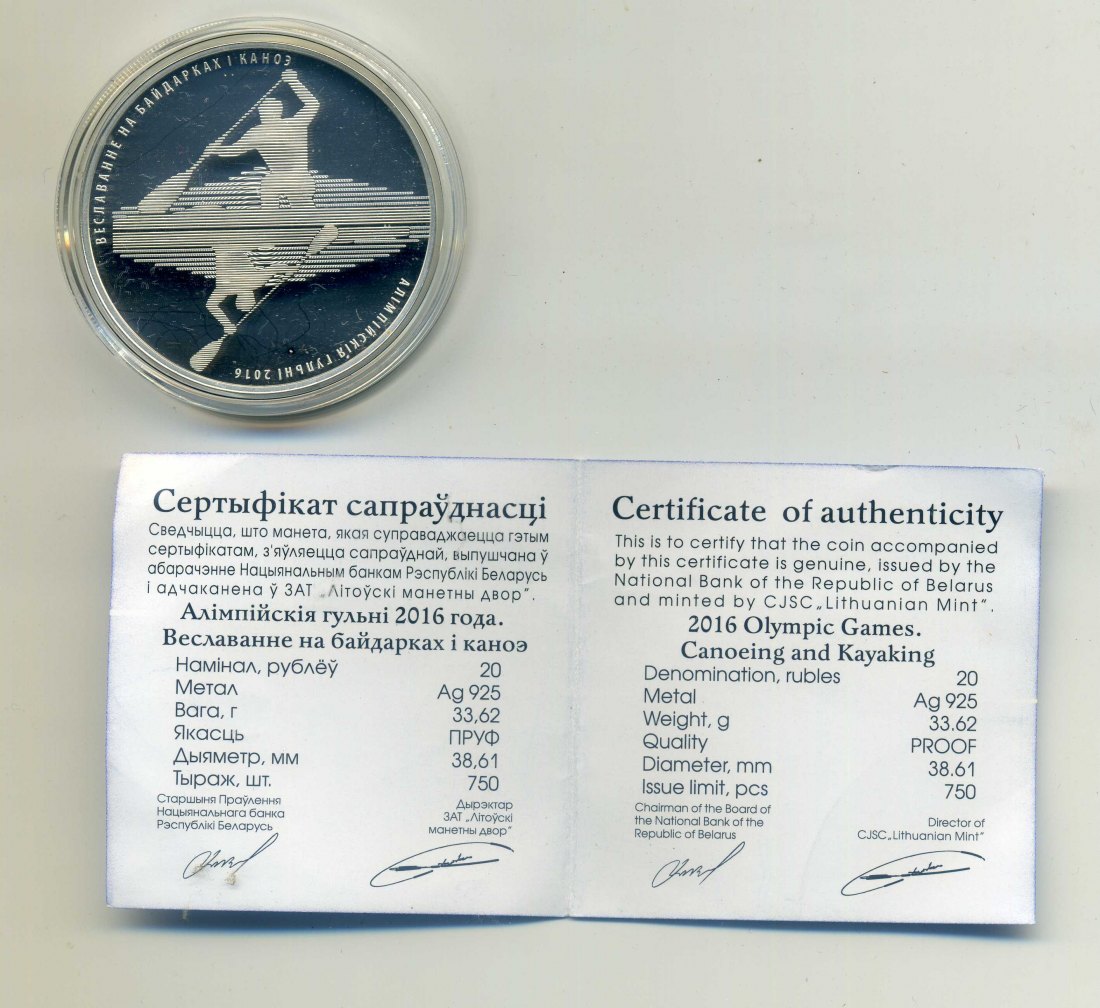 ВЕСЛАВАННЕ НА БАЙДАРКАХ І КАНОЭ
АЛІМПІЙСКІЯ ГУЛЬНІ 2016
Сертыфікат сапраўднасці
Сведчыцца, што манета, якая суправаджаецца гэтым
сертыфікатам, з'яўляецца сапраўднай, выпушчана ў
абарачэнне Нацыянальным банкам Рэспублікі Беларусь
і адчаканена ў ЗАТ „Літоўскі манетны двор".
Алімпійскія гульні 2016 года.
Веславанне на байдарках і каноэ
Намінал, рублёў 20
Метал Ag 925
Вага, г 33,62
Якасць ПРУФ
Дыяметр, мм 38,61
Тыраж, шт. 750
Старшыня Праўлення
Нацыянальнага банка
Рэспублікі Беларусь
Дырэктар
ЗАТ „Літоўскі
манетны двор"
Certificate of authenticity
This is to certify that the coin accompanied
by this certificate is genuine, issued by the
National Bank of the Republic of Belarus
and minted by CJSC„Lithuanian Mint".
2016 Olympic Games.
Canoeing and Kayaking
Denomination, rubles 20
Metal Ag 925
Weight, g 33.62
Quality PROOF
Diameter, mm 38.61
Issue limit, pcs 750
Chairman of the Board of
the National Bank of the
Republic of Belarus
Director of
CJSC„Lithuanian Mint"